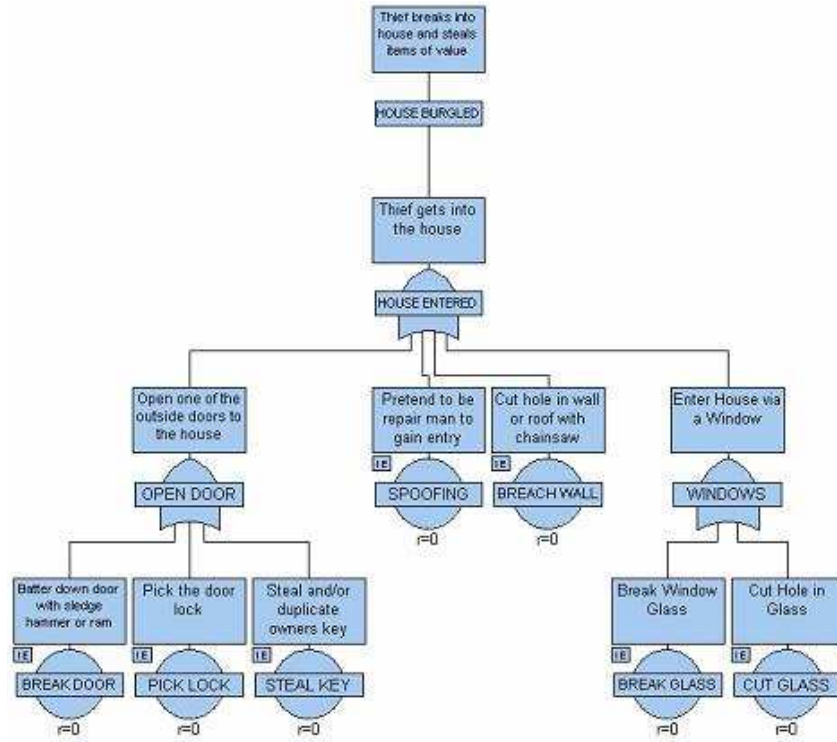 Thief breaks into
house and steals
items of value
HOUSE BURGLED
Thief gets into
the house
HOUSE ENTERED
Open one of the
outside doors to
the house
OPEN DOOR
Pretend to be
repair man to
gain entry
IE
SPOOFING
r=0
Cut hole in wall
or roof with
chainsaw
IE
BREACH WALL
r=0
Enter House via
a Window
WINDOWS
Batter down door
with sledge
hammer or ram
IE
BREAK DOOR
r=0
Pick the door
lock
IE
PICK LOCK
r=0
Steal and/or
duplicate
owners key
IE
STEAL KEY
r=0
Break Window
Glass
IE
BREAK GLASS
r=0
Cut Hole in
Glass
IE
CUT GLASS
r=0